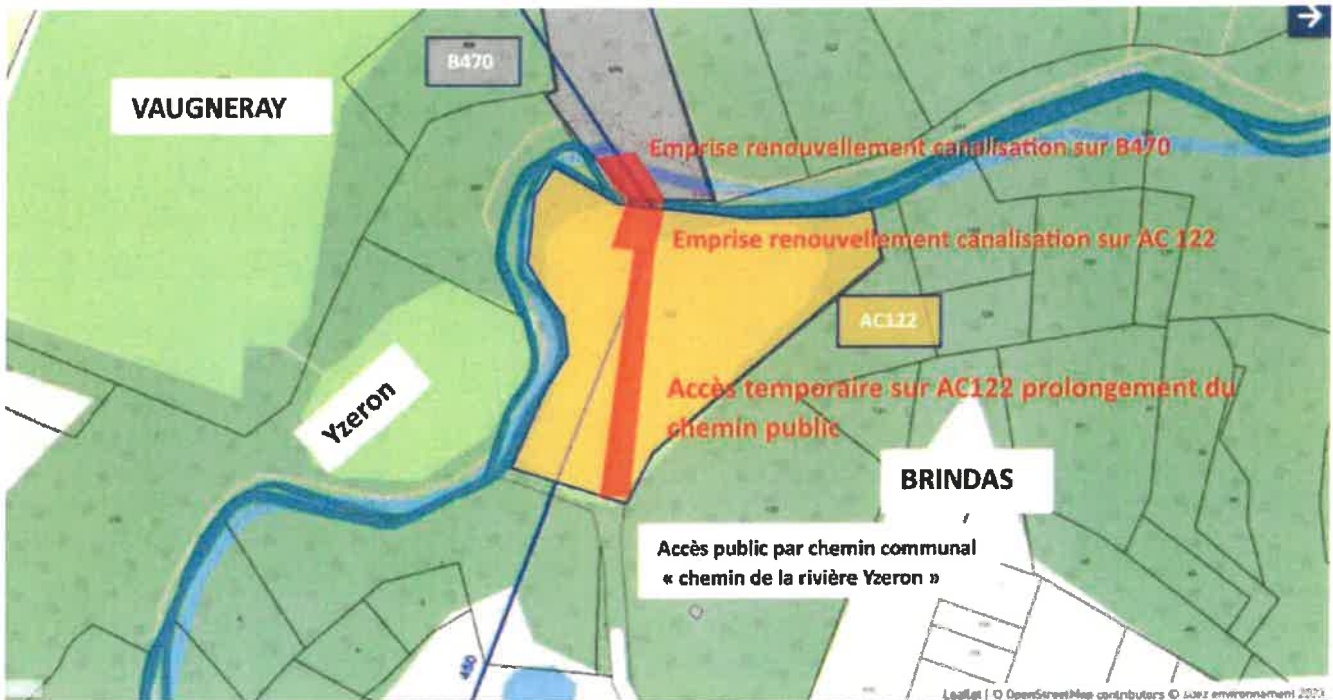 B470
VAUGNERAY
Emprise renouvellement canalisation sur B470
Emprise renouvellement canalisation sur AC 122
AC122
Accès temporaire sur AC122 prolongement du
chemin public
Yzeron
BRINDAS
Accès public par chemin communal
« chemin de la rivière Yzeron »
450
Leaflet | © OpenStreetMap contributors © suez environnement